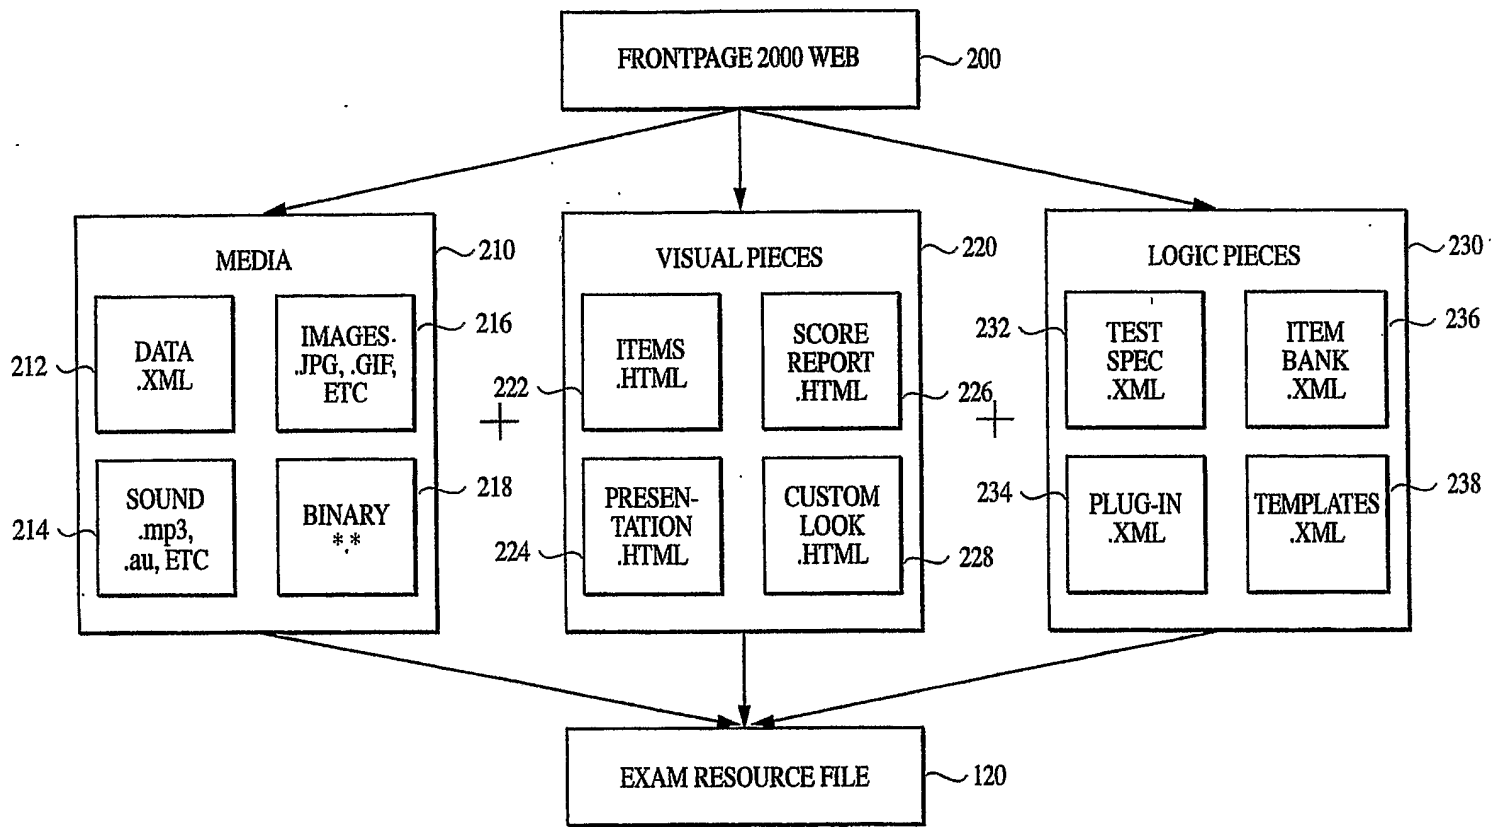 FRONTPAGE 2000 WEB
200
MEDIA
210
VISUAL PIECES
220
LOGIC PIECES
230
212
DATA
.XML
IMAGES-
.JPG, .GIF,
ETC
216
222
ITEMS
.HTML
SCORE
REPORT
.HTML
226
232
TEST
SPEC
.XML
ITEM
BANK
.XML
236
+
+
214
SOUND
.mp3,
.au, ETC
BINARY
*.*
218
224
PRESEN-
TATION
.HTML
CUSTOM
LOOK
.HTML
228
234
PLUG-IN
.XML
TEMPLATES
.XML
238
EXAM RESOURCE FILE
120